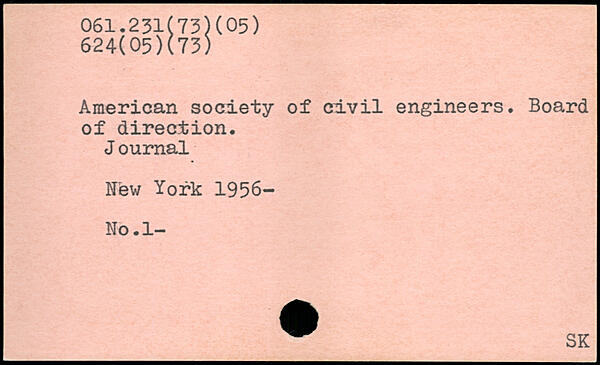 061.231(73)(05)
624(05)(73)
American society of civil engineers. Board
of direction.
Journal
New York 1956-
No.1-
SK